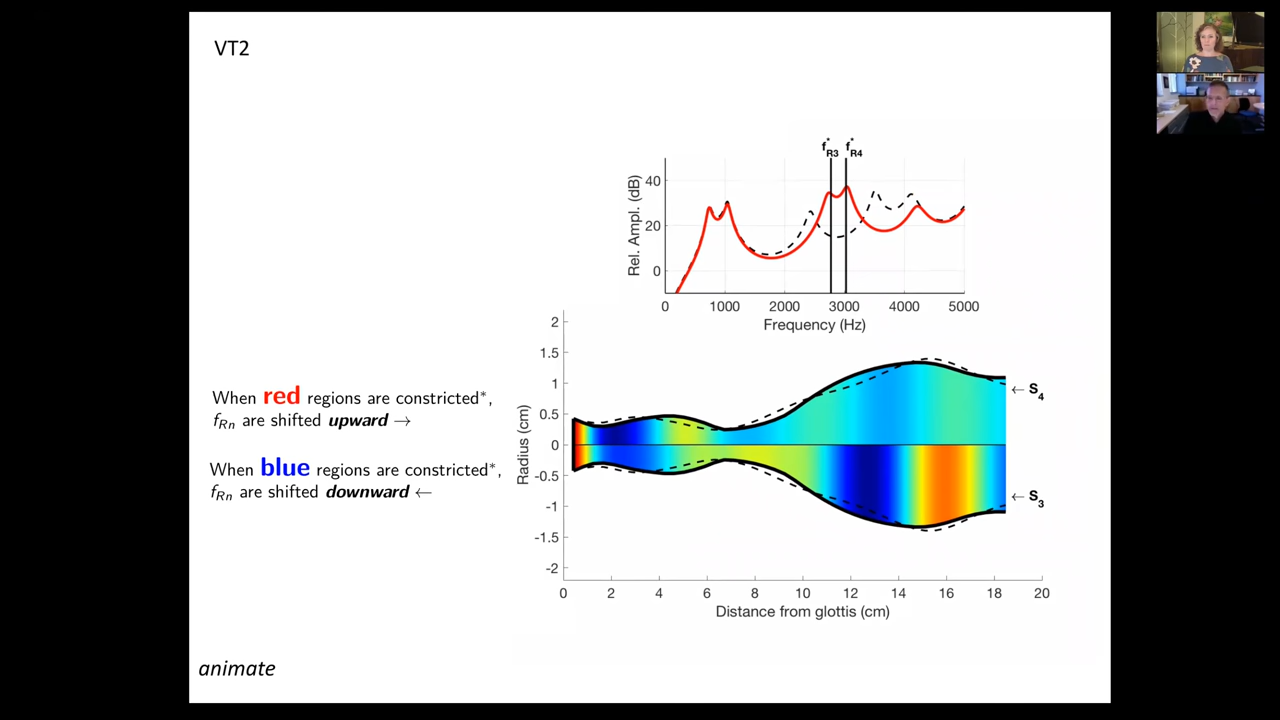 VT2
f*R3 f*R4
40
20
0
Rel. Ampl. (dB)
0 1000 2000 3000 4000 5000
Frequency (Hz)
2
1.5
1
0.5
0
-0.5
-1
-1.5
-2
Radius (cm)
← S4
← S3
0 2 4 6 8 10 12 14 16 18 20
Distance from glottis (cm)
When red regions are constricted*,
fRn are shifted upward →
When blue regions are constricted*,
fRn are shifted downward ←
animate